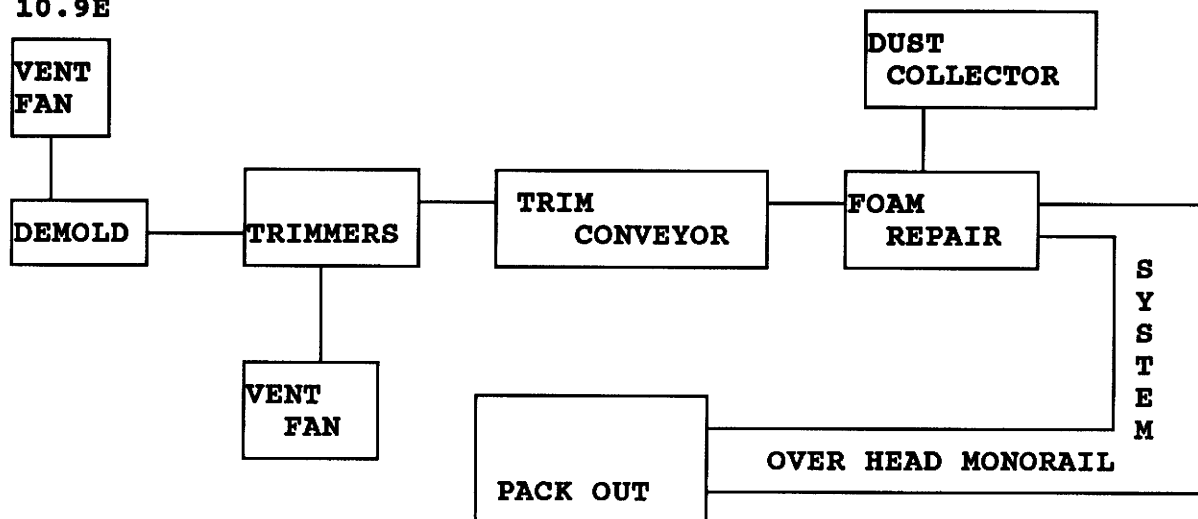 10.9E
VENT
FAN
DUST
COLLECTOR
DEMOLD
TRIMMERS
TRIM
CONVEYOR
FOAM
REPAIR
VENT
FAN
PACK OUT
OVER HEAD MONORAIL
SYSTEM